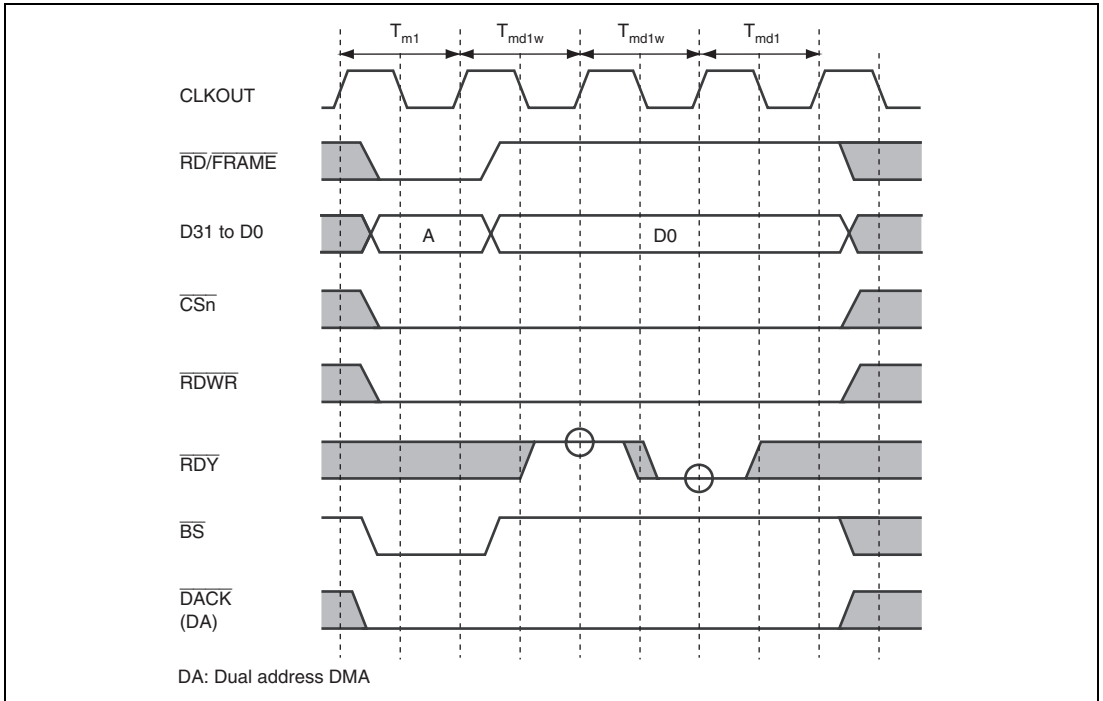 Tm1 Tmd1w Tmd1w Tmd1
CLKOUT
RD/FRAME
D31 to D0
A D0
CSn
RDWR
RDY
BS
DACK
(DA)
DA: Dual address DMA